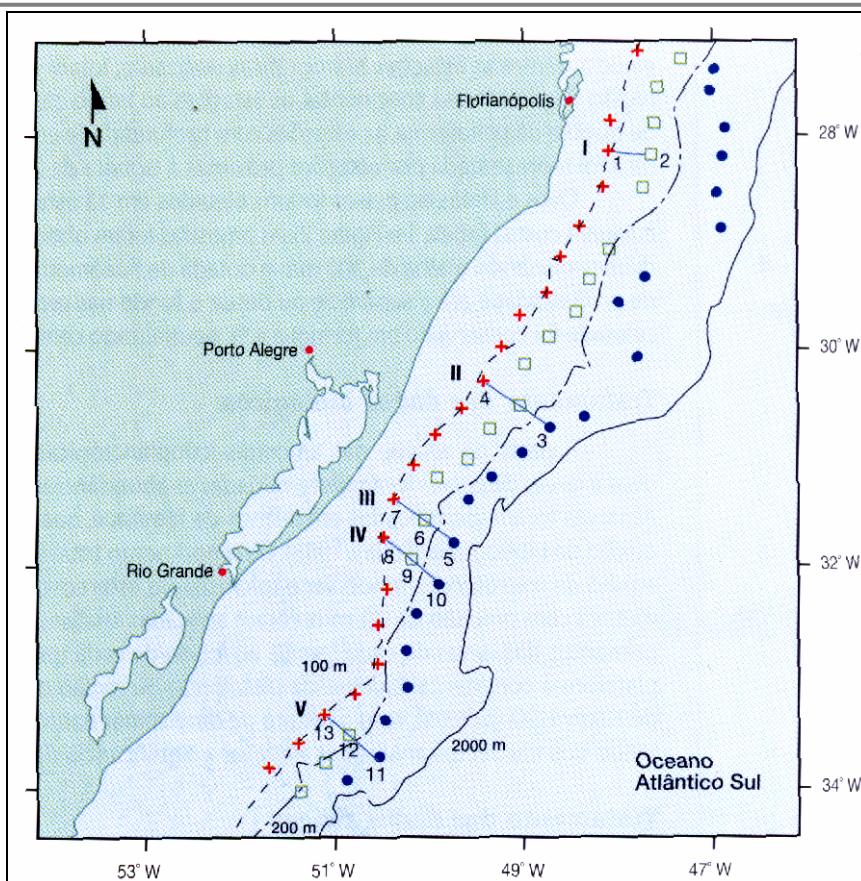 N
Florianópolis
28° W
I
1
2
Porto Alegre
30° W
II
4
3
III
7
6
5
IV
8
9
10
32° W
Rio Grande
100 m
V
13
12
11
2000 m
Oceano
Atlântico Sul
34° W
200 m
53° W
51° W
49° W
47° W